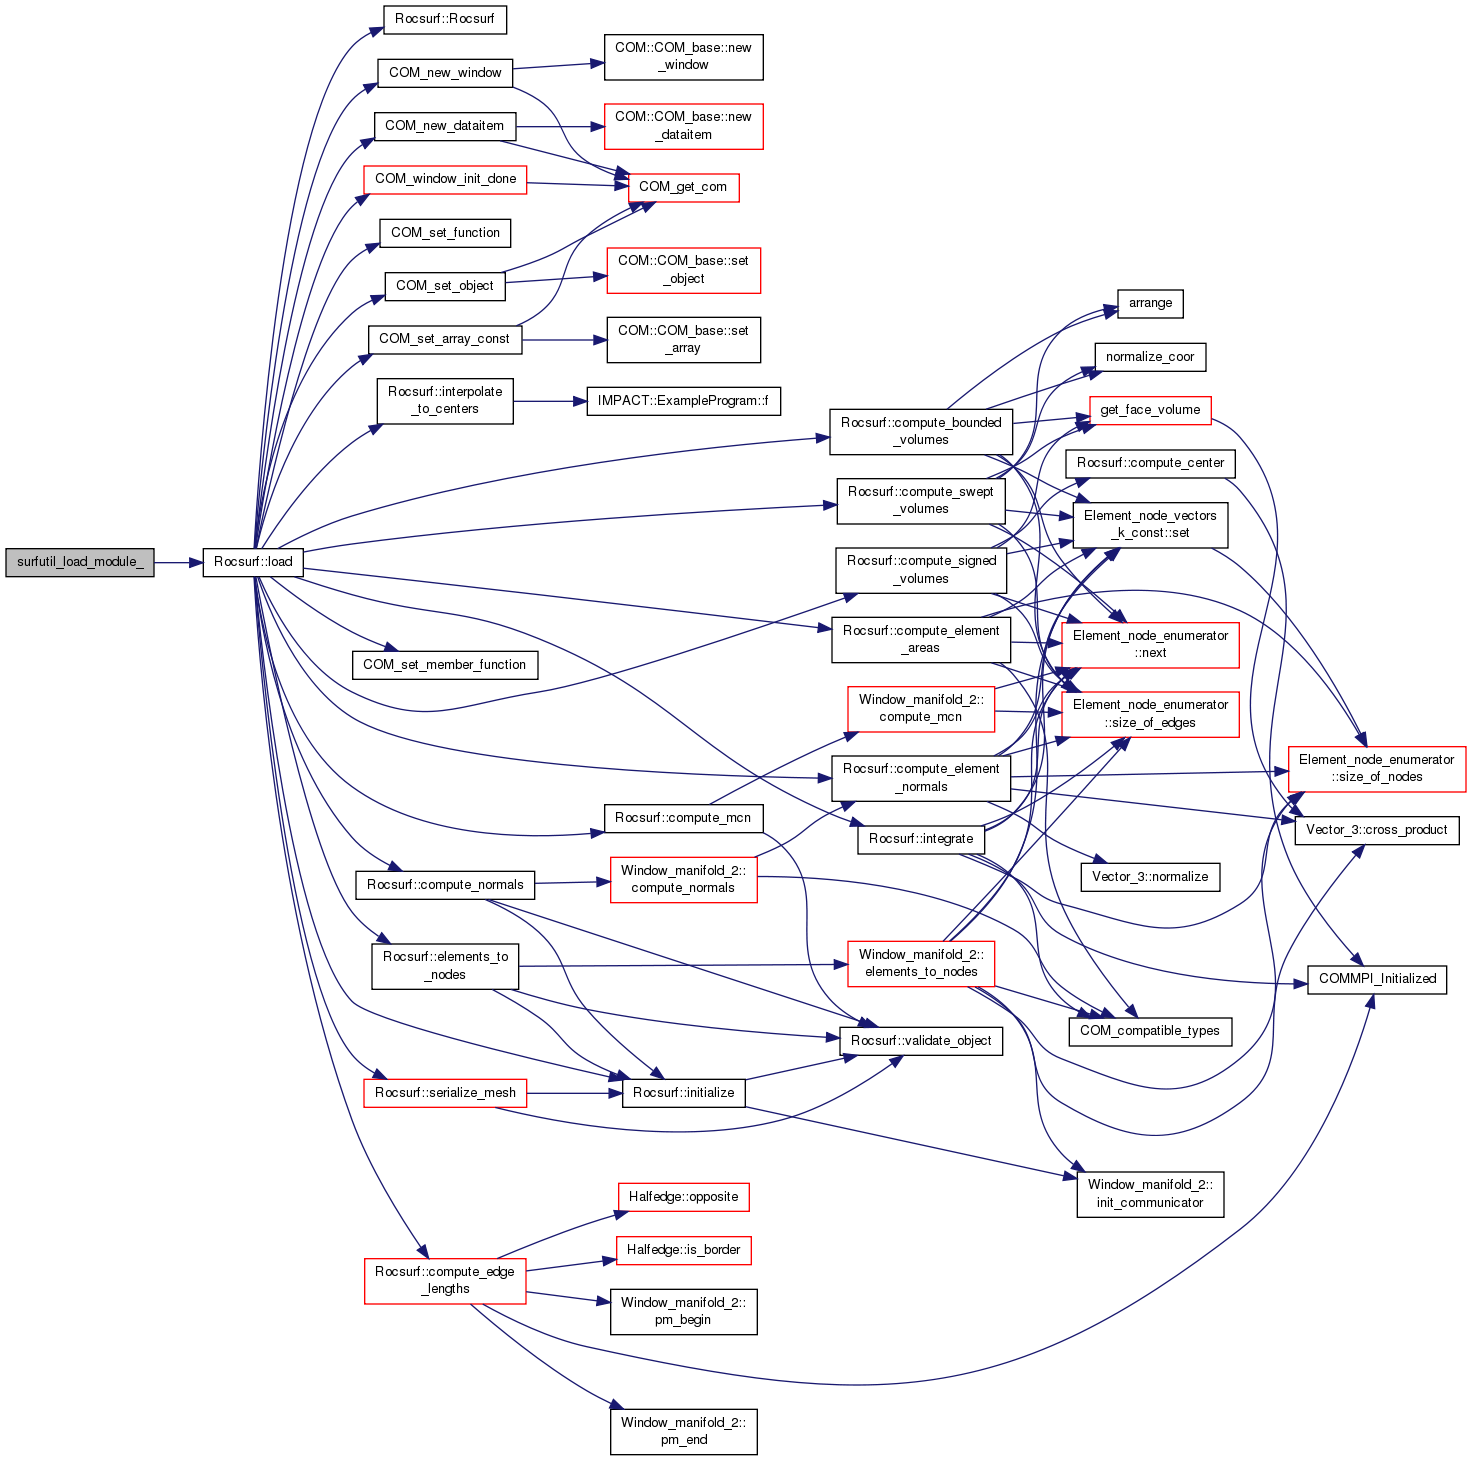 surfutil_load_module_
Rocsurf::load
Rocsurf::Rocsurf
COM_new_window
COM_new_dataitem
COM_window_init_done
COM_set_function
COM_set_object
COM_set_array_const
Rocsurf::interpolate
_to_centers
COM_set_member_function
Rocsurf::compute_mcn
Rocsurf::compute_normals
Rocsurf::elements_to
_nodes
Rocsurf::serialize_mesh
Rocsurf::compute_edge
_lengths
COM::COM_base::new
_window
COM::COM_base::new
_dataitem
COM_get_com
COM::COM_base::set
_object
COM::COM_base::set
_array
IMPACT::ExampleProgram::f
Window_manifold_2::
compute_normals
Rocsurf::initialize
Halfedge::opposite
Halfedge::is_border
Window_manifold_2::
pm_begin
Window_manifold_2::
pm_end
Rocsurf::compute_bounded
_volumes
Rocsurf::compute_swept
_volumes
Rocsurf::compute_signed
_volumes
Rocsurf::compute_element
_areas
Window_manifold_2::
compute_mcn
Rocsurf::compute_element
_normals
Rocsurf::integrate
Window_manifold_2::
elements_to_nodes
Rocsurf::validate_object
arrange
normalize_coor
get_face_volume
Rocsurf::compute_center
Element_node_vectors
_k_const::set
Element_node_enumerator
::next
Element_node_enumerator
::size_of_edges
Vector_3::normalize
COM_compatible_types
Window_manifold_2::
init_communicator
Element_node_enumerator
::size_of_nodes
Vector_3::cross_product
COMMPI_Initialized